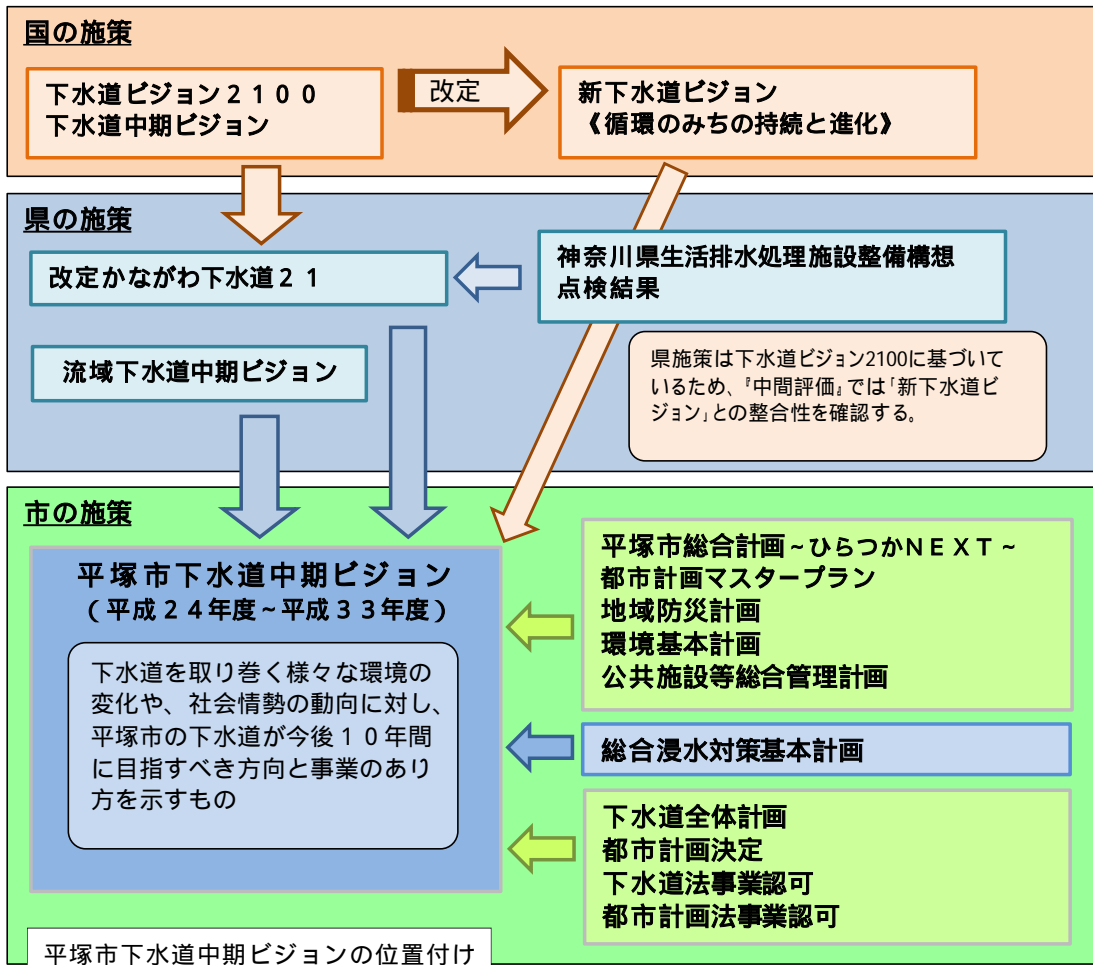 国の施策
下水道ビジョン２１００
下水道中期ビジョン
改定
新下水道ビジョン
《循環のみちの持続と進化》
県の施策
改定かながわ下水道２１
神奈川県生活排水処理施設整備構想
点検結果
流域下水道中期ビジョン
県施策は下水道ビジョン2100に基づいて
いるため、『中間評価』では「新下水道ビ
ジョン」との整合性を確認する。
市の施策
平塚市下水道中期ビジョン
（平成２４年度～平成３３年度）
下水道を取り巻く様々な環境の
変化や、社会情勢の動向に対し、
平塚市の下水道が今後１０年間
に目指すべき方向と事業のあり
方を示すもの
平塚市総合計画～ひらつかＮＥＸＴ～
都市計画マスタープラン
地域防災計画
環境基本計画
公共施設等総合管理計画
総合浸水対策基本計画
下水道全体計画
都市計画決定
下水道法事業認可
都市計画法事業認可
平塚市下水道中期ビジョンの位置付け